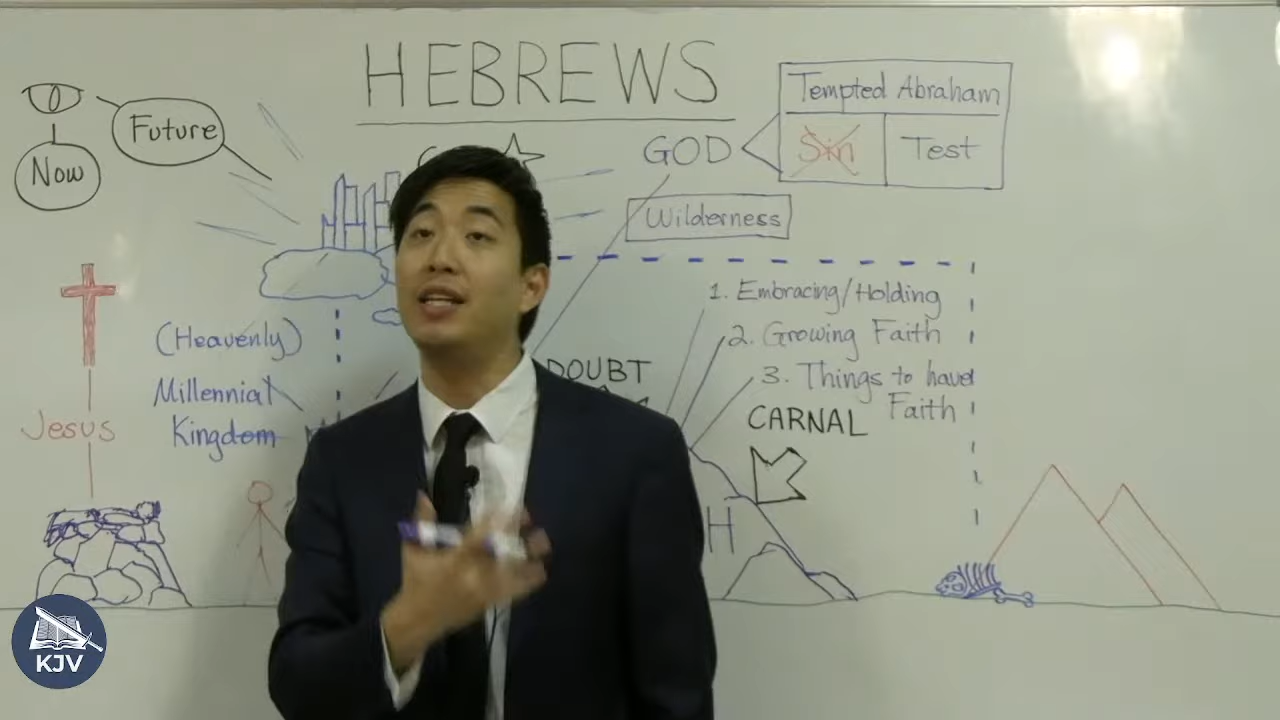 HEBREWS
Tempted Abraham
Sin
Test
GOD
Future
Now
Wilderness
1. Embracing/Holding
2. Growing Faith
3. Things to have
Faith
(Heavenly)
Millennial
Kingdom
DOUBT
CARNAL
Jesus
KJV